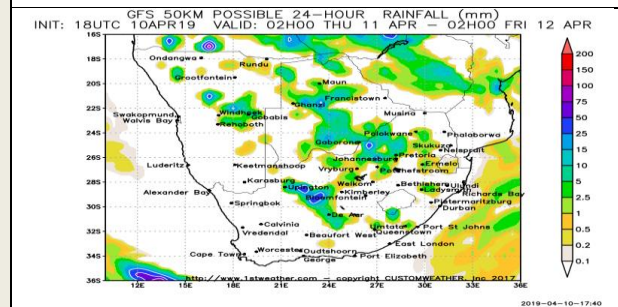 GFS 50KM POSSIBLE 24-HOUR RAINFALL (mm)
INIT: 18UTC 10APR19 VALID: 02H00 THU 11 APR - 02H00 FRI 12 APR
16S
200
Ondangwa
Rundu
150
18S
Grootfontein
100
20S
Maun
75
Francistown
Ghanzi
50
22S
Windhoek
Gobabis
Musina
Swakopmund
Walvis Bay
Rehoboth
25
24S
Polokwane
Phalaborwa
15
Gaborone
Skukuza
Pretoria
Nelspruit
10
26S
Johannesburg
Ermelo
Luderitz
Keetmanshoop
Vryburg
Potchefstroom
5
28S
Karasburg
Welkom
Bethlehem
Ulundi
2.5
Alexander Bay
Upington
Kimberley
Ladysmith
Richards Bay
Bloemfontein
1
30S
Springbok
Pietermaritzburg
De Aar
Durban
0.5
Calvinia
Umtata
Port St Johns
32S
Vredendal
Beaufort West
Queenstown
0.2
East London
Cape Town
Worcester
Oudtshoorn
0.1
34S
George
Port Elizabeth
36S
http://www.1stweather.com - copyright CUSTOMWEATHER, Inc 2017
12E 15E 18E 21E 24E 27E 30E 33E 36E
2019-04-10-17:40